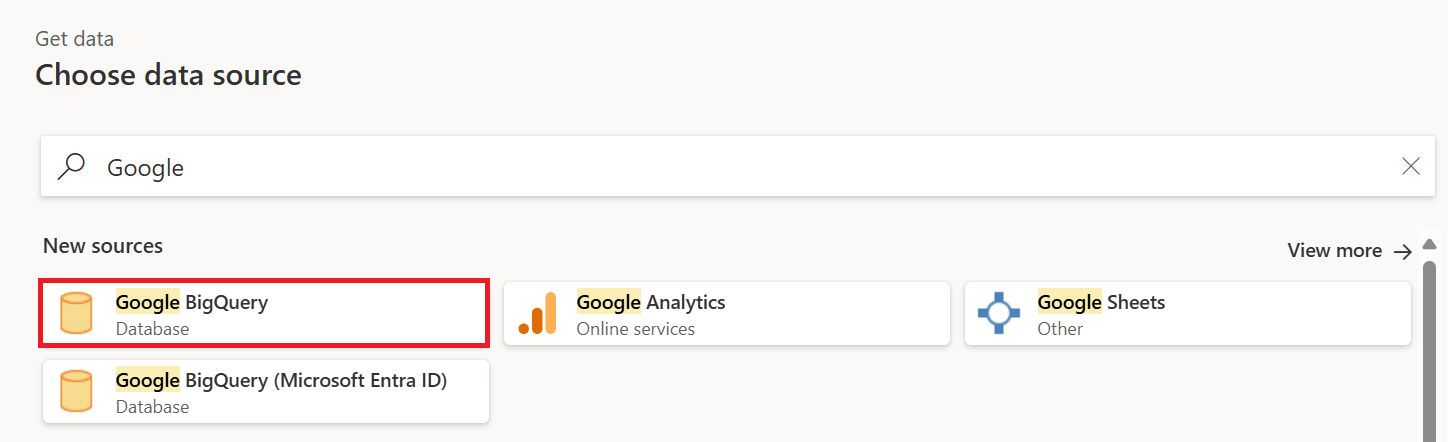 Get data
Choose data source
Google
New sources
View more
Google BigQuery
Database
Google Analytics
Online services
Google Sheets
Other
Google BigQuery (Microsoft Entra ID)
Database